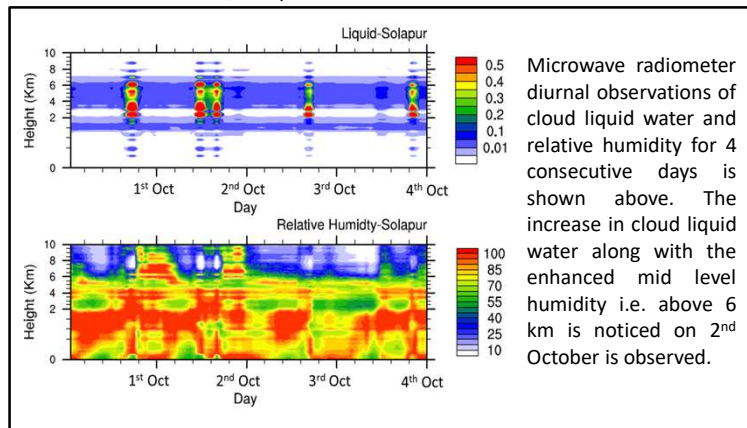 Liquid-Solapur
10
8
6
4
2
0
Height (Km)
1st Oct 2nd Oct 3rd Oct 4th Oct
Day
0.5
0.4
0.3
0.2
0.1
0,01
Relative Humidty-Solapur
10
8
6
4
2
0
Height (Km)
1st Oct 2nd Oct 3rd Oct 4th Oct
Day
100
85
70
55
40
25
10
Microwave radiometer
diurnal observations of
cloud liquid water and
relative humidity for 4
consecutive days is
shown above. The
increase in cloud liquid
water along with the
enhanced mid level
humidity i.e. above 6
km is noticed on 2nd
October is observed.